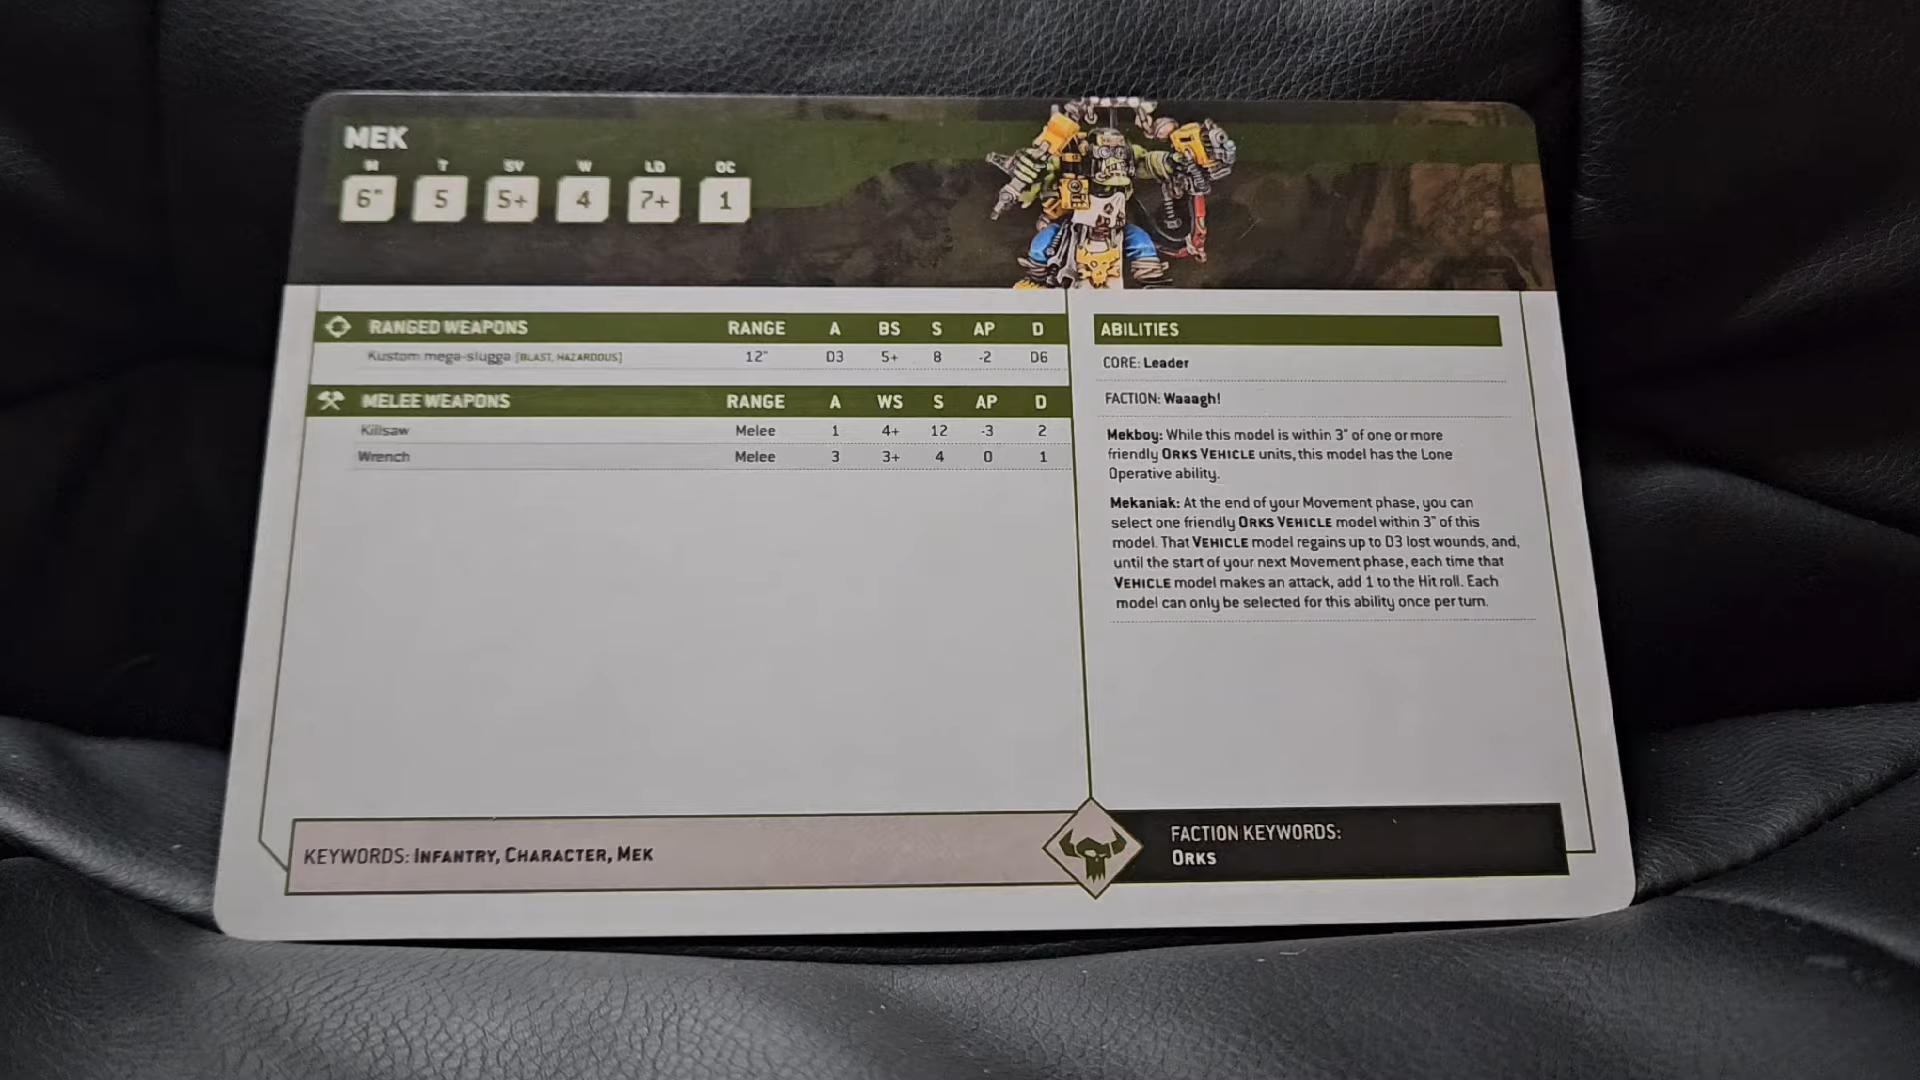 MEK
M T SV W LD OC
6" 5 5+ 4 7+ 1
RANGED WEAPONS RANGE A BS S AP D
Kustom mega-slugga [BLAST, HAZARDOUS] 12" D3 5+ 8 -2 D6
MELEE WEAPONS RANGE A WS S AP D
Killsaw Melee 1 4+ 12 -3 2
Wrench Melee 3 3+ 4 0 1
ABILITIES
CORE: Leader
FACTION: Waaagh!
Mekboy: While this model is within 3" of one or more
friendly ORKS VEHICLE units, this model has the Lone
Operative ability.
Mekaniak: At the end of your Movement phase, you can
select one friendly ORKS VEHICLE model within 3" of this
model. That VEHICLE model regains up to D3 lost wounds, and,
until the start of your next Movement phase, each time that
VEHICLE model makes an attack, add 1 to the Hit roll. Each
model can only be selected for this ability once per turn.
KEYWORDS: INFANTRY, CHARACTER, MEK
FACTION KEYWORDS:
ORKS